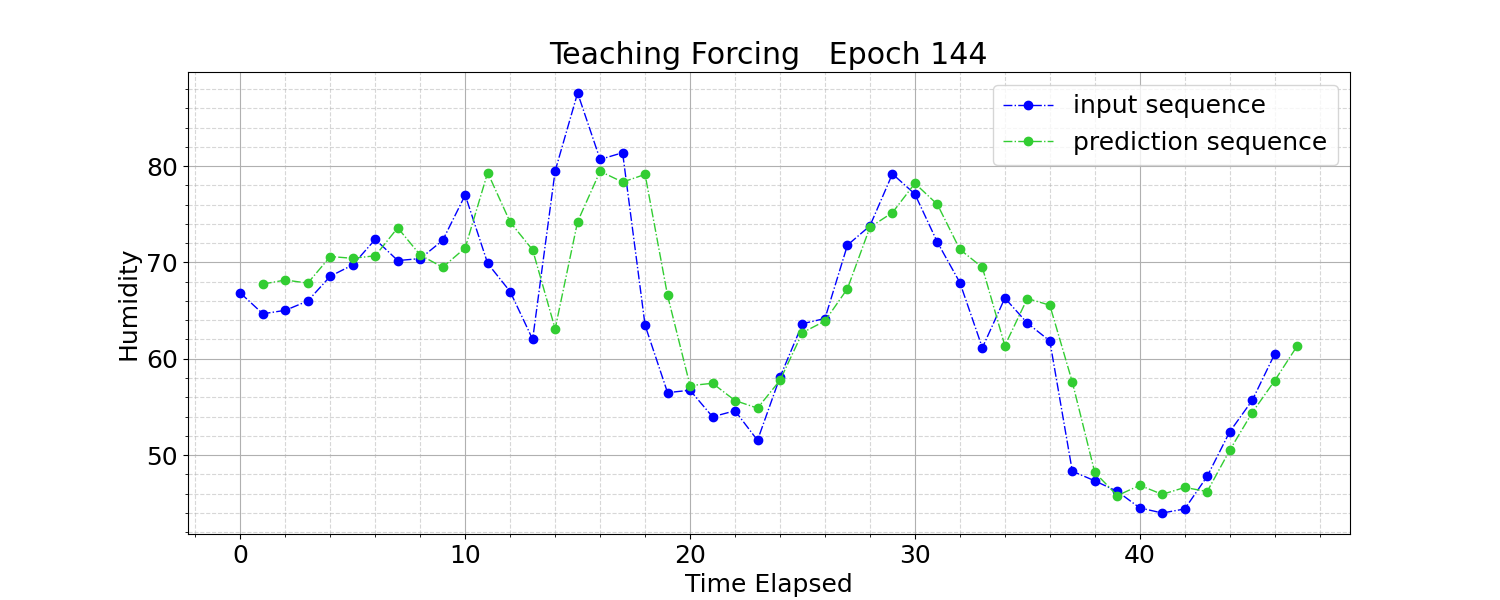 Teaching Forcing   Epoch 144
input sequence
prediction sequence
80
70
60
50
Humidity
0 10 20 30 40
Time Elapsed